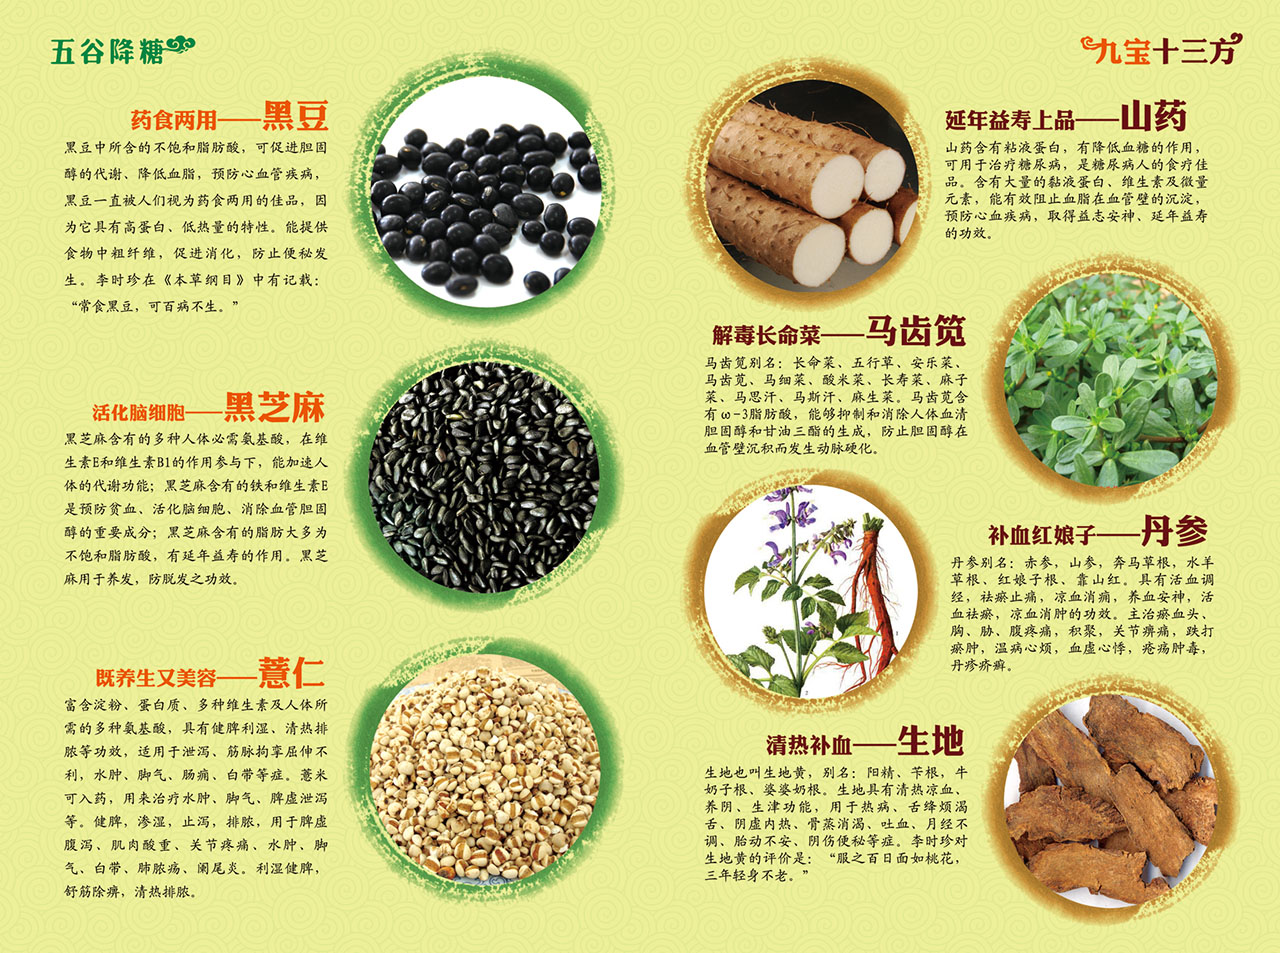 五谷降糖
药食两用——黑豆
黑豆中所含的不饱和脂肪酸，可促进胆固
醇的代谢、降低血脂，预防心血管疾病，
黑豆一直被人们视为药食两用的佳品，因
为它具有高蛋白、低热量的特性。能提供
食物中粗纤维，促进消化，防止便秘发
生。李时珍在《本草纲目》中有记载：
“常食黑豆，可百病不生。”
活化脑细胞——黑芝麻
黑芝麻含有的多种人体必需氨基酸，在维
生素E和维生素B1的作用参与下，能加速人
体的代谢功能；黑芝麻含有的铁和维生素E
是预防贫血、活化脑细胞、消除血管胆固
醇的重要成分；黑芝麻含有的脂肪大多为
不饱和脂肪酸，有延年益寿的作用。黑芝
麻用于养发，防脱发之功效。
既养生又美容——薏仁
富含淀粉、蛋白质、多种维生素及人体所
需的多种氨基酸，具有健脾利湿、清热排
脓等功效，适用于泄泻、筋脉拘挛屈伸不
利，水肿、脚气、肠痈、白带等症。薏米
可入药，用来治疗水肿、脚气、脾虚泄泻
等。健脾，渗湿，止泻，排脓，用于脾虚
腹泻、肌肉酸重、关节疼痛、水肿、脚
气、白带、肺脓疡、阑尾炎。利湿健脾，
舒筋除痹，清热排脓。
九宝十三方
延年益寿上品——山药
山药含有粘液蛋白，有降低血糖的作用，
可用于治疗糖尿病，是糖尿病人的食疗佳
品。含有大量的黏液蛋白、维生素及微量
元素，能有效阻止血脂在血管壁的沉淀，
预防心血疾病，取得益志安神、延年益寿
的功效。
解毒长命菜——马齿笕
马齿笕别名：长命菜、五行草、安乐菜、
马齿苋、马细菜、酸米菜、长寿菜、麻子
菜、马思汗、马斯汗、麻生菜。马齿苋含
有ω-3脂肪酸，能够抑制和消除人体血清
胆固醇和甘油三酯的生成，防止胆固醇在
血管壁沉积而发生动脉硬化。
补血红娘子——丹参
丹参别名：赤参，山参，奔马草根，水羊
草根、红娘子根、靠山红。具有活血调
经，祛瘀止痛，凉血消痈，养血安神，活
血祛瘀，凉血消肿的功效。主治瘀血头、
胸、胁、腹疼痛，积聚，关节痹痛，跌打
瘀肿，温病心烦，血虚心悸，疮疡肿毒，
丹疹疥癣。
清热补血——生地
生地也叫生地黄，别名：阳精、苄根，牛
奶子根、婆婆奶根。生地具有清热凉血、
养阴、生津功能，用于热病、舌绛烦渴
舌、阴虚内热、骨蒸消渴、吐血、月经不
调、胎动不安、阴伤便秘等症。李时珍对
生地黄的评价是：“服之百日面如桃花，
三年轻身不老。”